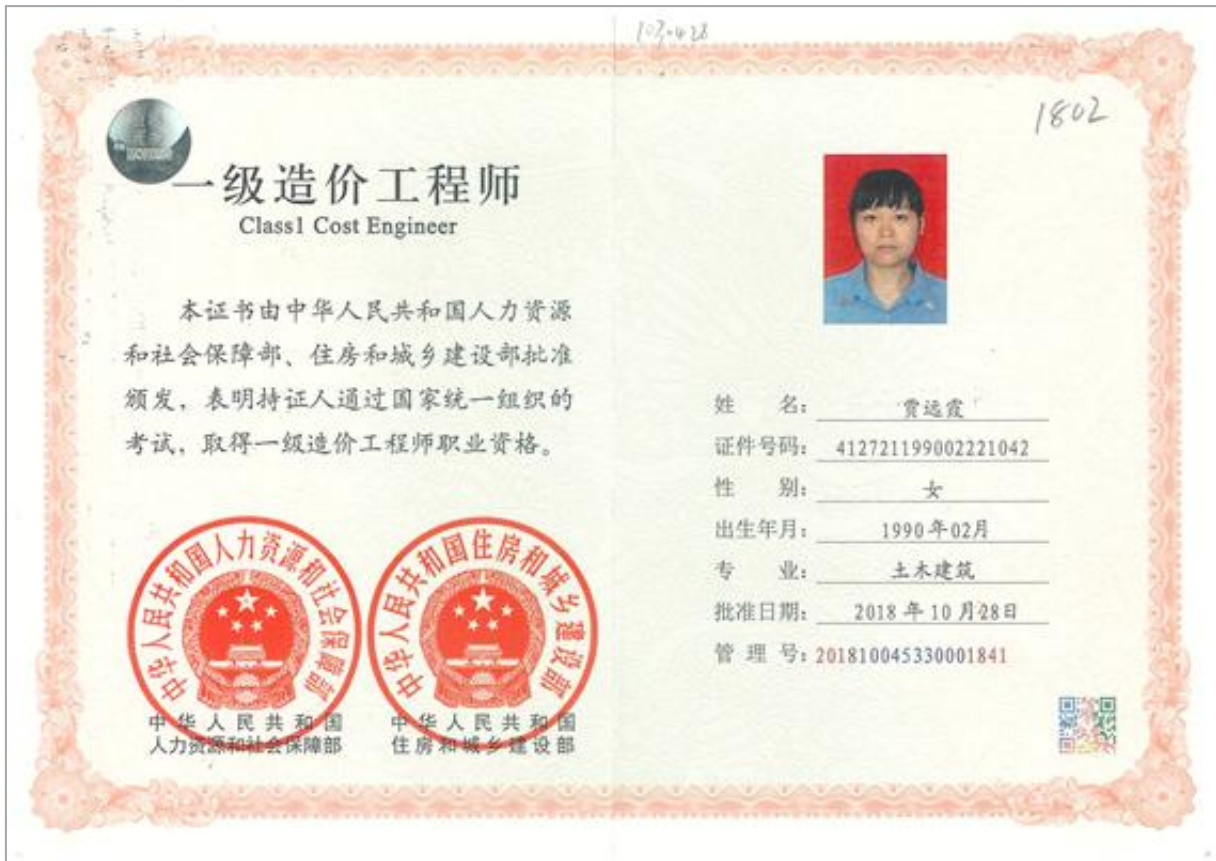 103-428
1802
一级造价工程师
Class1 Cost Engineer
本证书由中华人民共和国人力资源
和社会保障部、住房和城乡建设部批准
颁发，表明持证人通过国家统一组织的
考试，取得一级造价工程师职业资格。
中华人民共和国人力资源和社会保障部
中华人民共和国住房和城乡建设部
中华人民共和国
人力资源和社会保障部
中华人民共和国
住房和城乡建设部
姓 名： 贾远霞
证件号码： 412721199002221042
性 别： 女
出生年月： 1990年02月
专 业： 土木建筑
批准日期： 2018年10月28日
管 理 号：201810045330001841